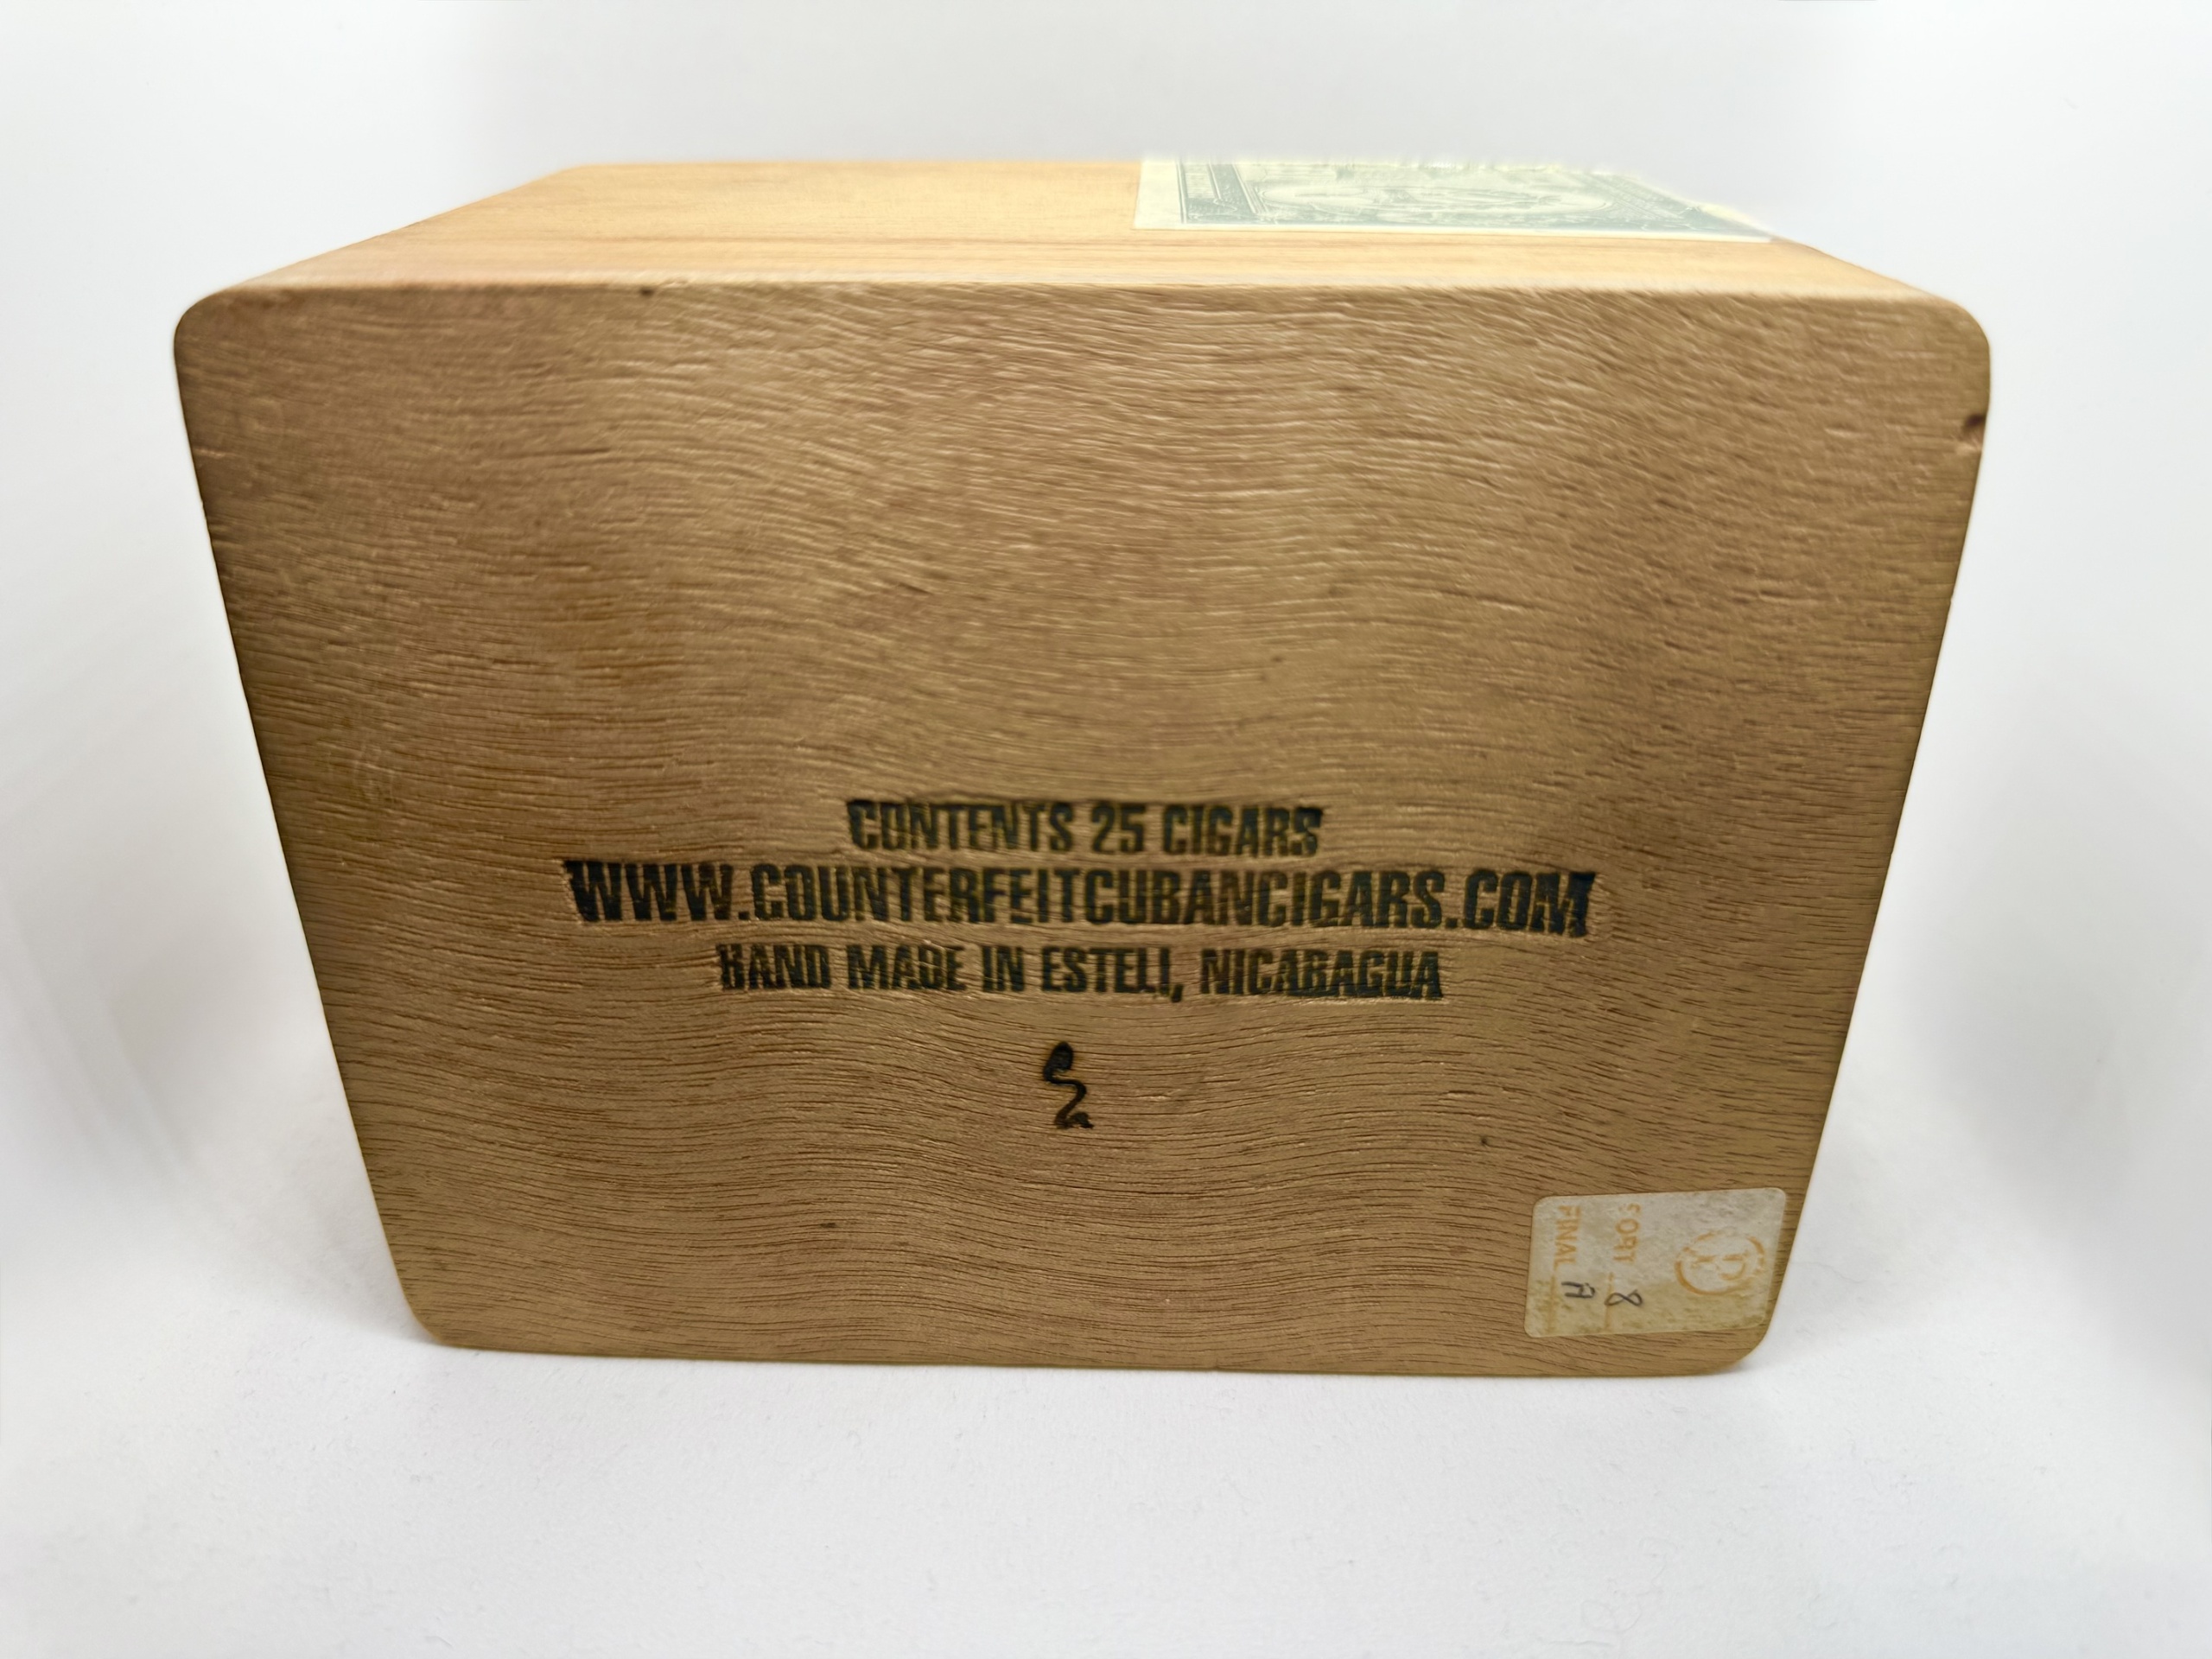 CONTENTS 25 CIGARS
WWW.COUNTERFEITCUBANCIGARS.COM
HAND MADE IN ESTELI, NICARAGUA
SORT 8
FINAL A